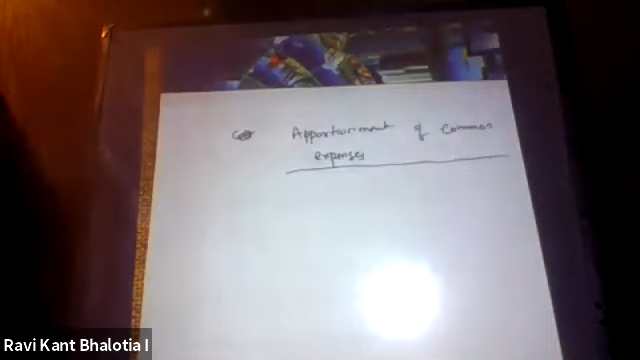 Apportionment of Common
expenses
Ravi Kant Bhalotia I